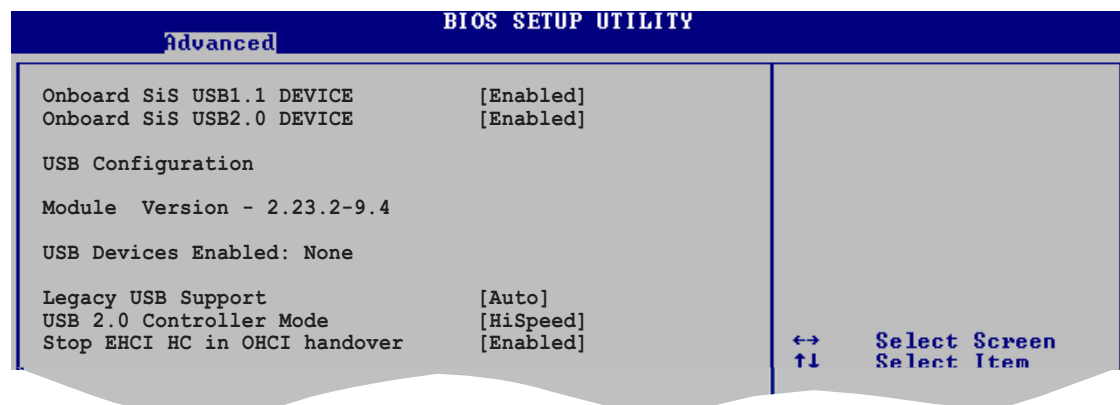 BIOS SETUP UTILITY
Advanced
Onboard SiS USB1.1 DEVICE [Enabled]
Onboard SiS USB2.0 DEVICE [Enabled]
USB Configuration
Module Version - 2.23.2-9.4
USB Devices Enabled: None
Legacy USB Support [Auto]
USB 2.0 Controller Mode [HiSpeed]
Stop EHCI HC in OHCI handover [Enabled]
←→ Select Screen
↑↓ Select Item